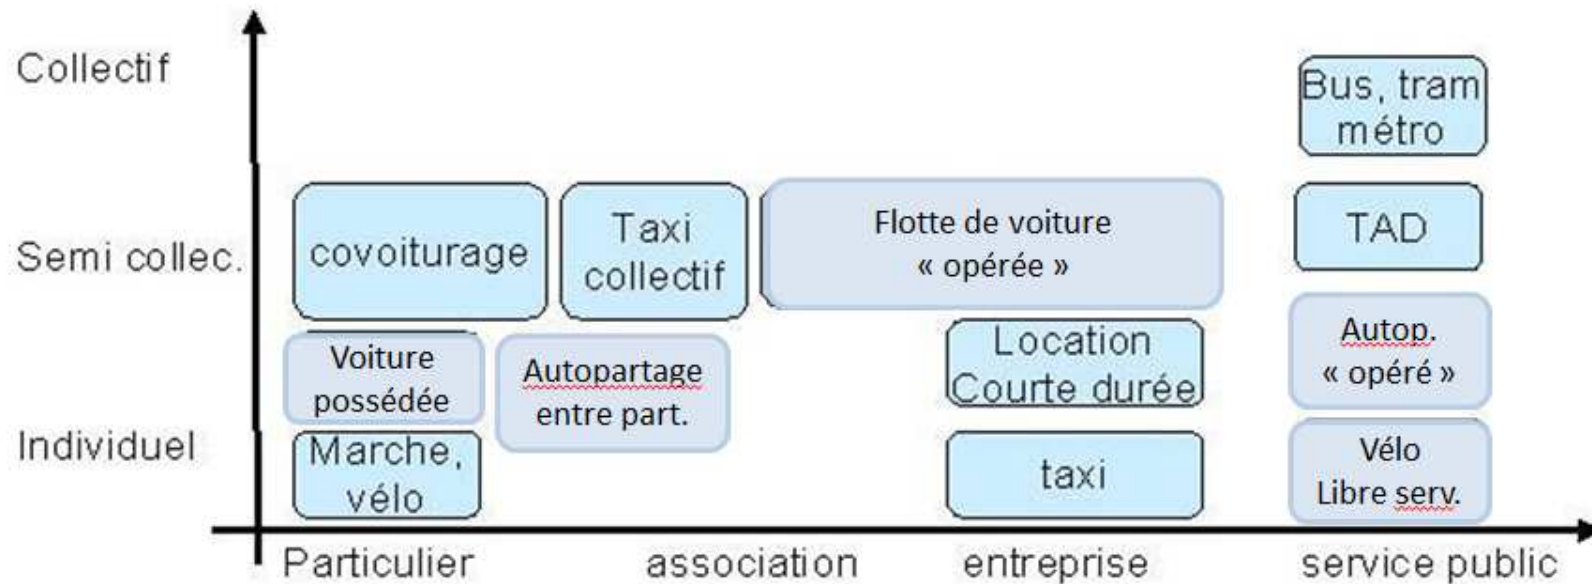 Collectif
Bus, tram
métro
Semi collec.
covoiturage
Taxi
collectif
Flotte de voiture
« opérée »
TAD
Voiture
possédée
Autopartage
entre part.
Location
Courte durée
Autop.
« opéré »
Individuel
Marche,
vélo
taxi
Vélo
Libre serv.
Particulier
association
entreprise
service public